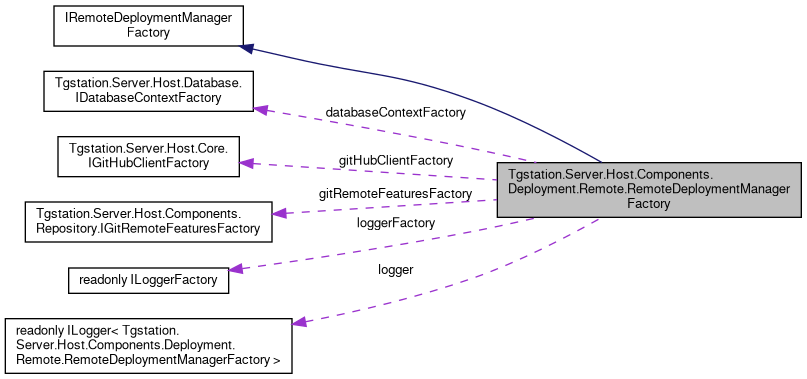 IRemoteDeploymentManager
Factory
Tgstation.Server.Host.Database.
IDatabaseContextFactory
databaseContextFactory
Tgstation.Server.Host.Core.
IGitHubClientFactory
gitHubClientFactory
Tgstation.Server.Host.Components.
Deployment.Remote.RemoteDeploymentManager
Factory
Tgstation.Server.Host.Components.
Repository.IGitRemoteFeaturesFactory
gitRemoteFeaturesFactory
loggerFactory
readonly ILoggerFactory
logger
readonly ILogger< Tgstation.
Server.Host.Components.Deployment.
Remote.RemoteDeploymentManagerFactory >